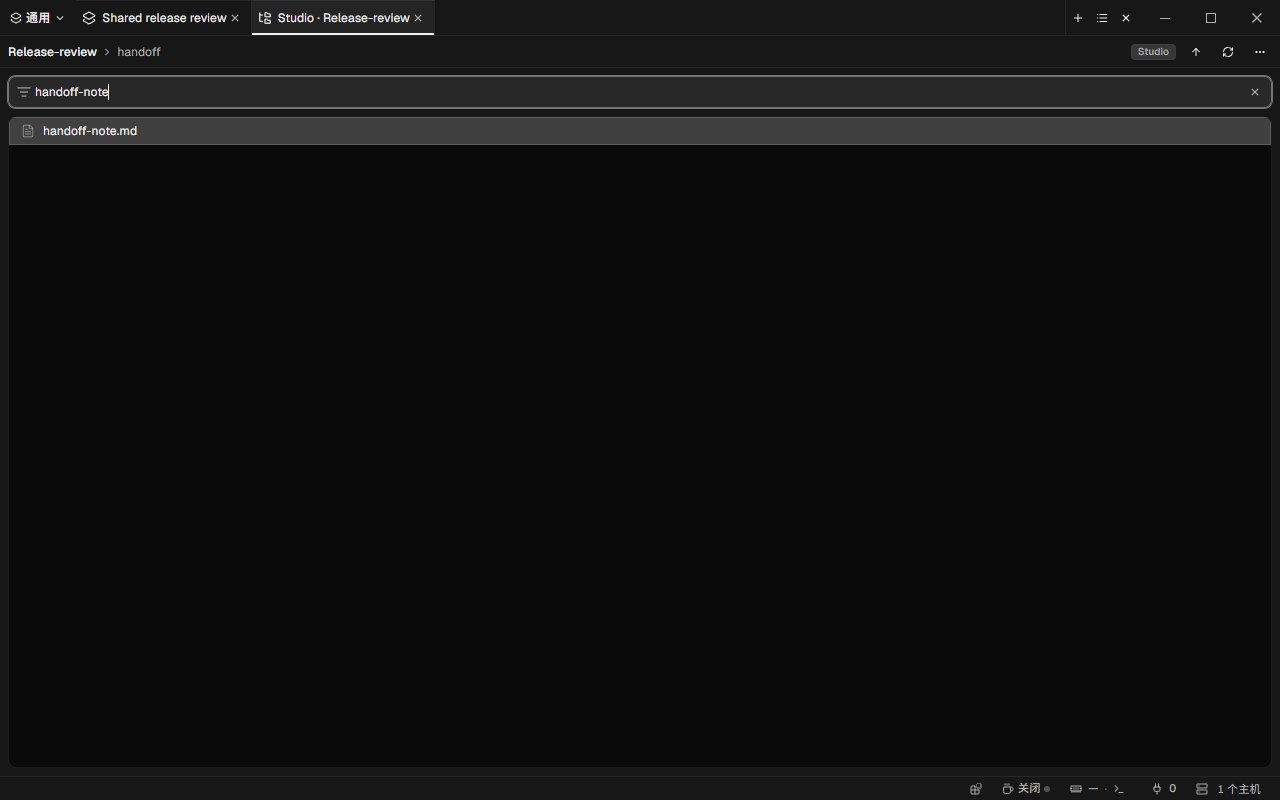 通用
Shared release review
Studio · Release-review
Release-review > handoff
Studio
handoff-note
handoff-note.md
关闭
0
1 个主机